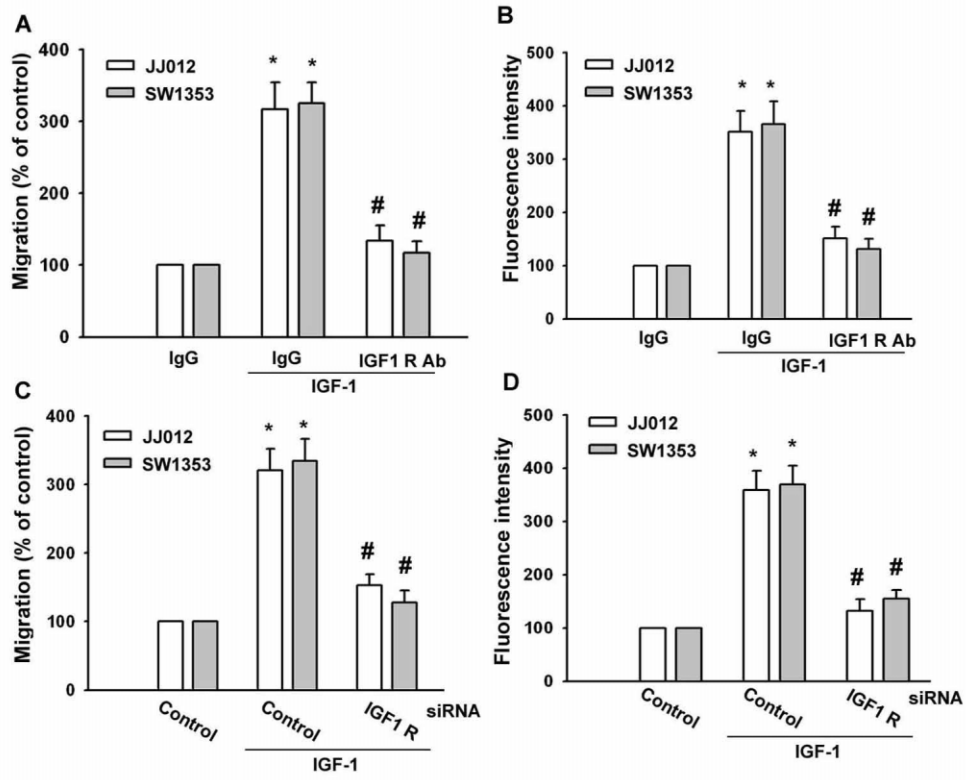 A
Migration (% of control)
400
300
200
100
0
JJ012
SW1353
*
*
#
#
IgG
IgG
IGF1 R Ab
IGF-1
B
Fluorescence intensity
500
400
300
200
100
0
JJ012
SW1353
*
*
#
#
IgG
IgG
IGF1 R Ab
IGF-1
C
Migration (% of control)
400
300
200
100
0
JJ012
SW1353
*
*
#
#
Control
Control
IGF1 R
siRNA
IGF-1
D
Fluorescence intensity
500
400
300
200
100
0
JJ012
SW1353
*
*
#
#
Control
Control
IGF1 R
siRNA
IGF-1